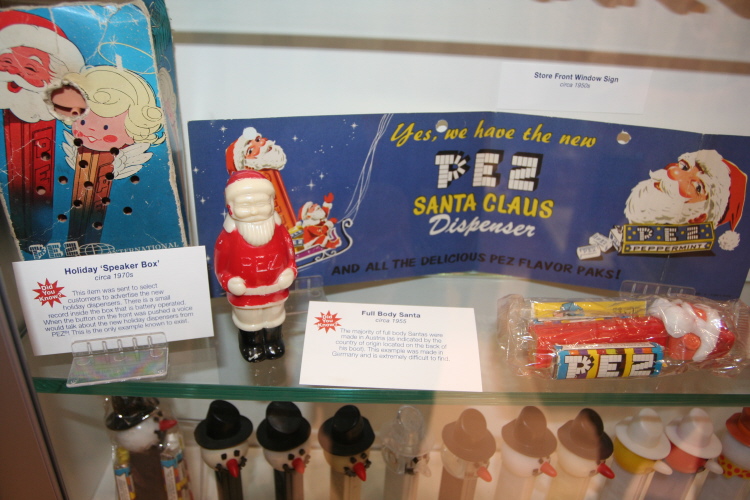 Store Front Window Sign
circa 1950s
Yes, we have the new
PEZ
SANTA CLAUS
Dispenser
AND ALL THE DELICIOUS PEZ FLAVOR PAKS!
PEZ
PEPPERMINT
PEZ INTERNATIONAL
PEZ
Holiday 'Speaker Box'
circa 1970s
Did You Know...
This item was sent to select
customers to advertise the new
holiday dispensers. There is a small
record inside the box that is battery operated.
When the button on the front was pushed a voice
would talk about the new holiday dispensers from
PEZ!! This is the only example known to exist.
Full Body Santa
circa 1955
Did You Know...
The majority of full body Santas were
made in Austria (as indicated by the
country of origin located on the back of
his boot). This example was made in
Germany and is extremely difficult to find.
PEZ